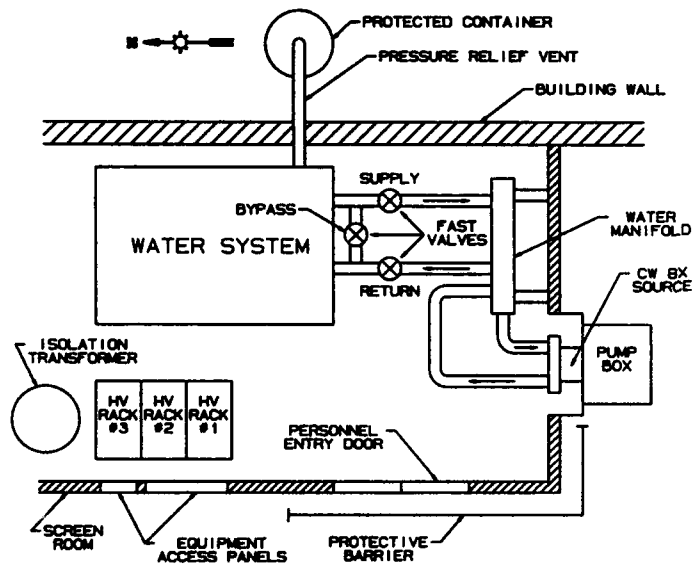 PROTECTED CONTAINER
PRESSURE RELIEF VENT
BUILDING WALL
SUPPLY
BYPASS
FAST
VALVES
WATER SYSTEM
RETURN
WATER
MANIFOLD
CW 8X
SOURCE
PUMP
BOX
ISOLATION
TRANSFORMER
HV
RACK
#3
HV
RACK
#2
HV
RACK
#1
PERSONNEL
ENTRY DOOR
SCREEN
ROOM
EQUIPMENT
ACCESS PANELS
PROTECTIVE
BARRIER